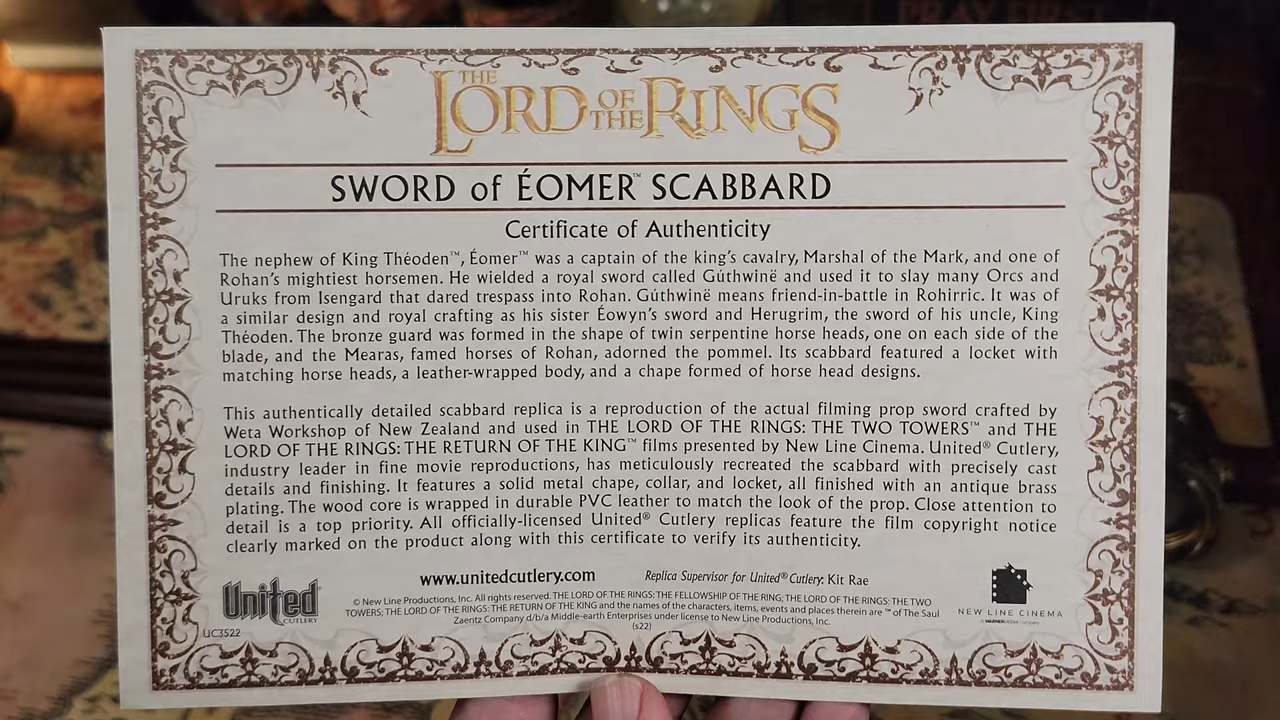 PRAY FIRST
THE
LORD OF THE RINGS
SWORD of ÉOMER™ SCABBARD
Certificate of Authenticity
The nephew of King Théoden™, Éomer™ was a captain of the king's cavalry, Marshal of the Mark, and one of
Rohan's mightiest horsemen. He wielded a royal sword called Gúthwinë and used it to slay many Orcs and
Uruks from Isengard that dared trespass into Rohan. Gúthwinë means friend-in-battle in Rohirric. It was of
a similar design and royal crafting as his sister Éowyn's sword and Herugrim, the sword of his uncle, King
Théoden. The bronze guard was formed in the shape of twin serpentine horse heads, one on each side of the
blade, and the Mearas, famed horses of Rohan, adorned the pommel. Its scabbard featured a locket with
matching horse heads, a leather-wrapped body, and a chape formed of horse head designs.
This authentically detailed scabbard replica is a reproduction of the actual filming prop sword crafted by
Weta Workshop of New Zealand and used in THE LORD OF THE RINGS: THE TWO TOWERS™ and THE
LORD OF THE RINGS: THE RETURN OF THE KING™ films presented by New Line Cinema. United® Cutlery,
industry leader in fine movie reproductions, has meticulously recreated the scabbard with precisely cast
details and finishing. It features a solid metal chape, collar, and locket, all finished with an antique brass
plating. The wood core is wrapped in durable PVC leather to match the look of the prop. Close attention to
detail is a top priority. All officially-licensed United® Cutlery replicas feature the film copyright notice
clearly marked on the product along with this certificate to verify its authenticity.
www.unitedcutlery.com
Replica Supervisor for United® Cutlery: Kit Rae
United
CUTLERY
UC3522
© New Line Productions, Inc. All rights reserved. THE LORD OF THE RINGS: THE FELLOWSHIP OF THE RING; THE LORD OF THE RINGS: THE TWO
TOWERS; THE LORD OF THE RINGS: THE RETURN OF THE KING and the names of the characters, items, events and places therein are ™ of The Saul
Zaentz Company d/b/a Middle-earth Enterprises under license to New Line Productions, Inc.
(s22)
NEW LINE CINEMA
A WARNERMEDIA Company